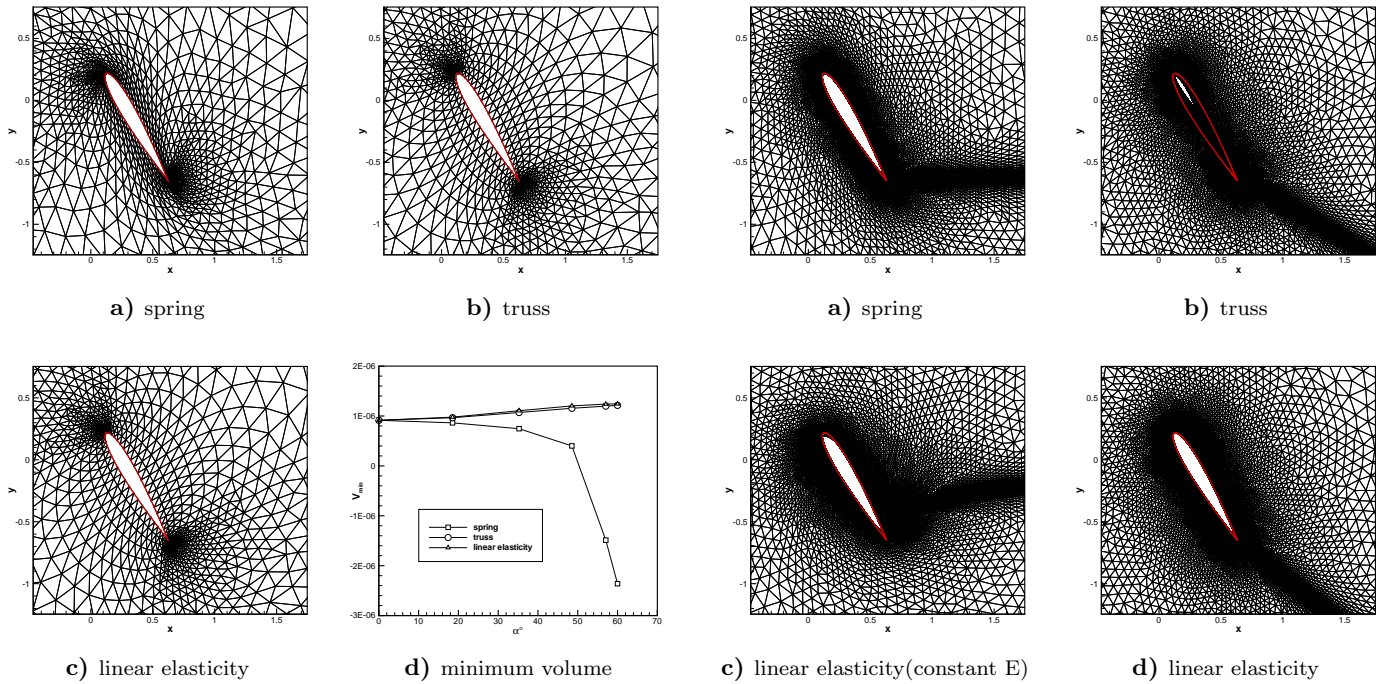 0.5
0
-0.5
-1
y
0
0.5
1
1.5
x
a) spring
0.5
0
-0.5
-1
y
0
0.5
1
1.5
x
b) truss
0.5
0
-0.5
-1
y
0
0.5
1
1.5
x
a) spring
0.5
0
-0.5
-1
y
0
0.5
1
1.5
x
b) truss
0.5
0
-0.5
-1
y
0
0.5
1
1.5
x
c) linear elasticity
2E-06
1E-06
0
-1E-06
-2E-06
-3E-06
Vmin
spring
truss
linear elasticity
0 10 20 30 40 50 60 70
α°
d) minimum volume
0.5
0
-0.5
-1
y
0
0.5
1
1.5
x
c) linear elasticity(constant E)
0.5
0
-0.5
-1
y
0
0.5
1
1.5
x
d) linear elasticity